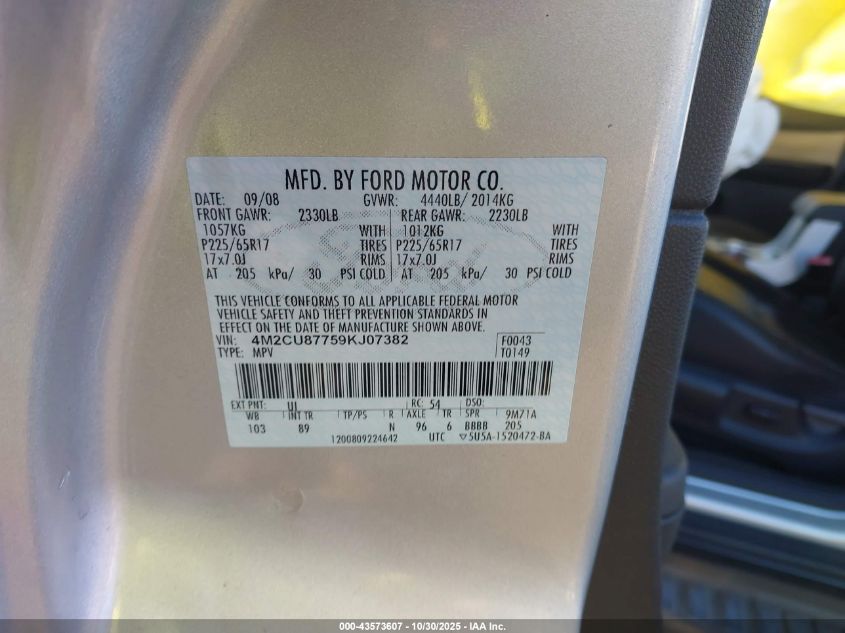 MFD. BY FORD MOTOR CO.
DATE: 09/08 GVWR: 4440LB/ 2014KG
FRONT GAWR: 2330LB REAR GAWR: 2230LB
1057KG WITH 1012KG WITH
P225/65R17 TIRES P225/65R17 TIRES
17x7.0J RIMS 17x7.0J RIMS
AT 205 kPa/ 30 PSI COLD AT 205 kPa/ 30 PSI COLD
THIS VEHICLE CONFORMS TO ALL APPLICABLE FEDERAL MOTOR
VEHICLE SAFETY AND THEFT PREVENTION STANDARDS IN
EFFECT ON THE DATE OF MANUFACTURE SHOWN ABOVE.
VIN: 4M2CU87759KJ07382 F0043
TYPE: MPV T0149
EXT PNT: UI RC: 54 DSO:
WB INT TR TP/PS R AXLE TR SPR 9M71A
103 89 N 96 6 BBBB 205
1200809224642 UTC ▽5U5A-1520472-BA
000-43573607 - 10/30/2025 - IAA Inc.